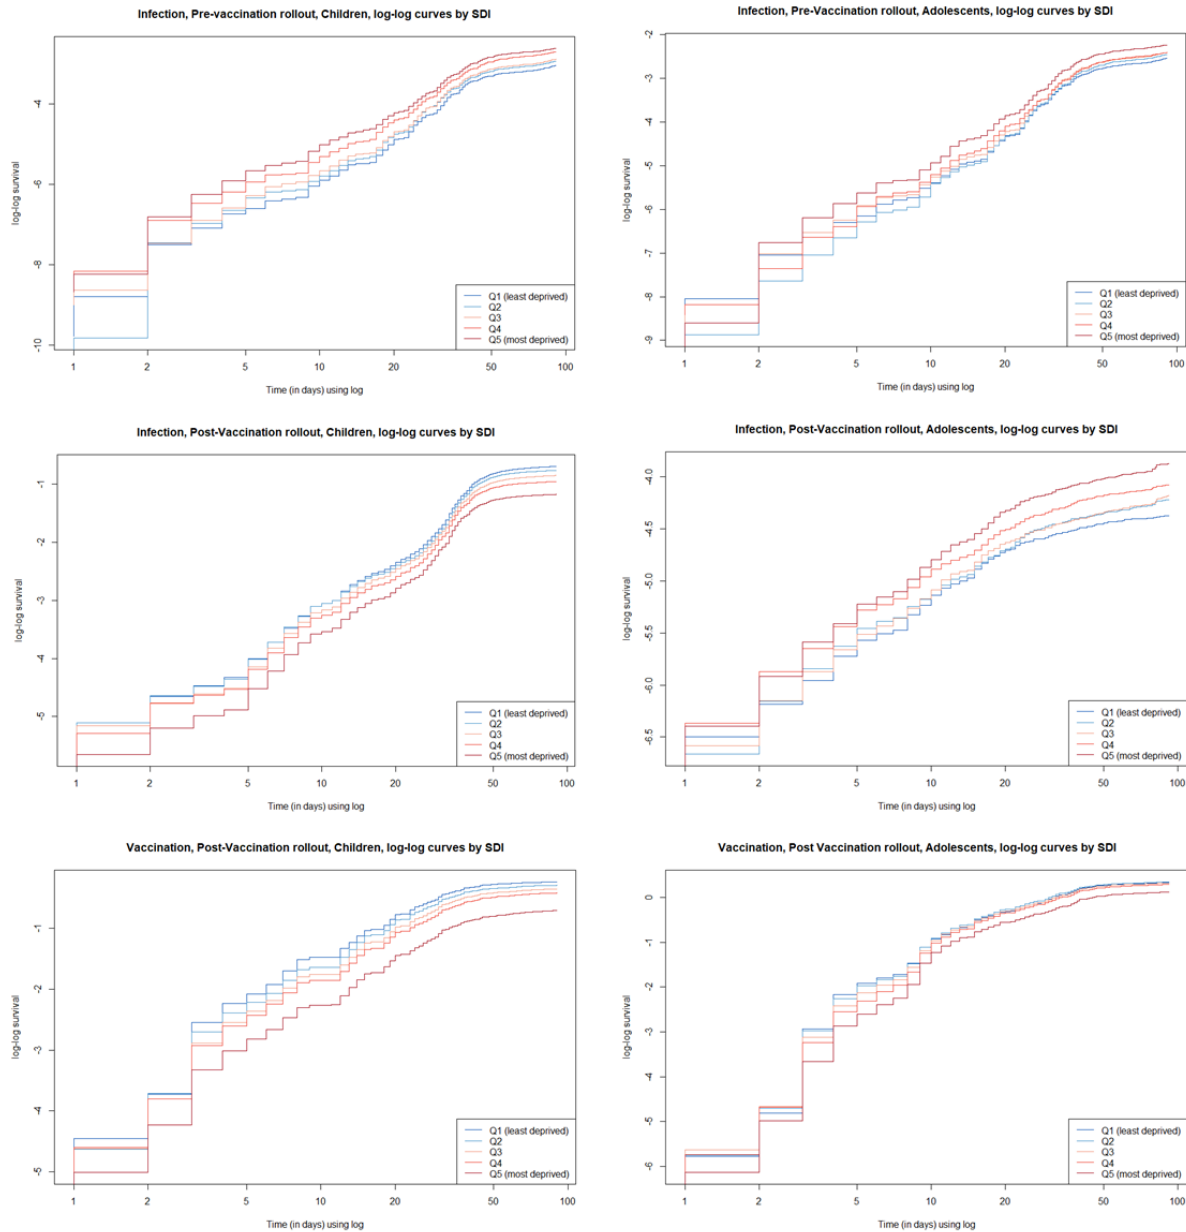 Infection, Pre-vaccination rollout, Children, log-log curves by SDI
log-log survival
-4
-6
-8
-10
1
2
5
10
20
50
100
Time (in days) using log
Q1 (least deprived)
Q2
Q3
Q4
Q5 (most deprived)
Infection, Pre-Vaccination rollout, Adolescents, log-log curves by SDI
log-log survival
-2
-3
-4
-5
-6
-7
-8
-9
1
2
5
10
20
50
100
Time (in days) using log
Q1 (least deprived)
Q2
Q3
Q4
Q5 (most deprived)
Infection, Post-Vaccination rollout, Children, log-log curves by SDI
log-log survival
-1
-2
-3
-4
-5
1
2
5
10
20
50
100
Time (in days) using log
Q1 (least deprived)
Q2
Q3
Q4
Q5 (most deprived)
Infection, Post-Vaccination rollout, Adolescents, log-log curves by SDI
log-log survival
-4.0
-4.5
-5.0
-5.5
-6.0
-6.5
1
2
5
10
20
50
100
Time (in days) using log
Q1 (least deprived)
Q2
Q3
Q4
Q5 (most deprived)
Vaccination, Post-Vaccination rollout, Children, log-log curves by SDI
log-log survival
-1
-2
-3
-4
-5
1
2
5
10
20
50
100
Time (in days) using log
Q1 (least deprived)
Q2
Q3
Q4
Q5 (most deprived)
Vaccination, Post Vaccination rollout, Adolescents, log-log curves by SDI
log-log survival
0
-1
-2
-3
-4
-5
-6
1
2
5
10
20
50
100
Time (in days) using log
Q1 (least deprived)
Q2
Q3
Q4
Q5 (most deprived)